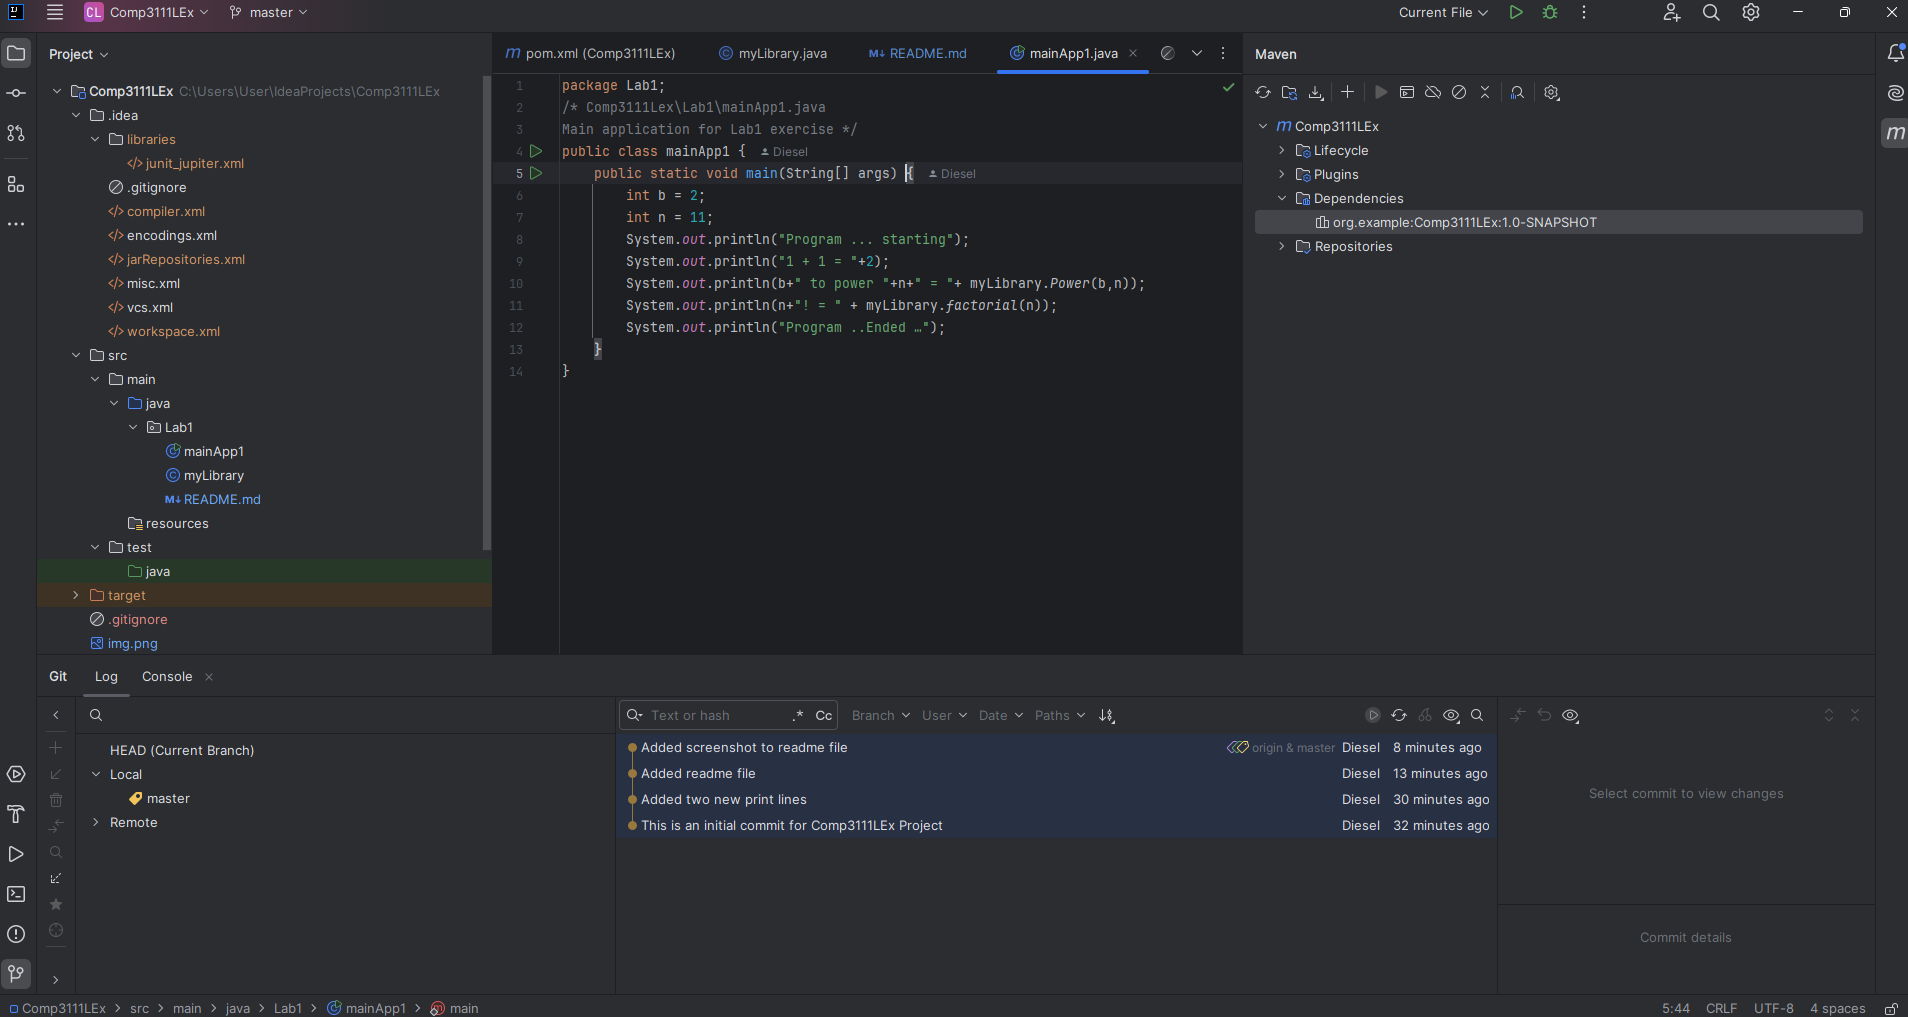 CL Comp3111LEx master Current File
Project
Comp3111LEx C:\Users\User\IdeaProjects\Comp3111LEx
.idea
libraries
junit_jupiter.xml
.gitignore
compiler.xml
encodings.xml
jarRepositories.xml
misc.xml
vcs.xml
workspace.xml
src
main
java
Lab1
mainApp1
myLibrary
README.md
resources
test
java
target
.gitignore
img.png
pom.xml (Comp3111LEx) myLibrary.java README.md mainApp1.java
1 package Lab1;
2 /* Comp3111Lex\Lab1\mainApp1.java
3 Main application for Lab1 exercise */
4 public class mainApp1 { Diesel
5 public static void main(String[] args) { Diesel
6 int b = 2;
7 int n = 11;
8 System.out.println("Program ... starting");
9 System.out.println("1 + 1 = "+2);
10 System.out.println(b+" to power "+n+" = "+ myLibrary.Power(b,n));
11 System.out.println(n+"! = " + myLibrary.factorial(n));
12 System.out.println("Program ..Ended …");
13 }
14 }
Maven
Comp3111LEx
Lifecycle
Plugins
Dependencies
org.example:Comp3111LEx:1.0-SNAPSHOT
Repositories
Git Log Console
HEAD (Current Branch)
Local
master
Remote
Text or hash .* Cc Branch User Date Paths
Added screenshot to readme file origin & master Diesel 8 minutes ago
Added readme file Diesel 13 minutes ago
Added two new print lines Diesel 30 minutes ago
This is an initial commit for Comp3111LEx Project Diesel 32 minutes ago
Select commit to view changes
Commit details
Comp3111LEx > src > main > java > Lab1 > mainApp1 > main 5:44 CRLF UTF-8 4 spaces